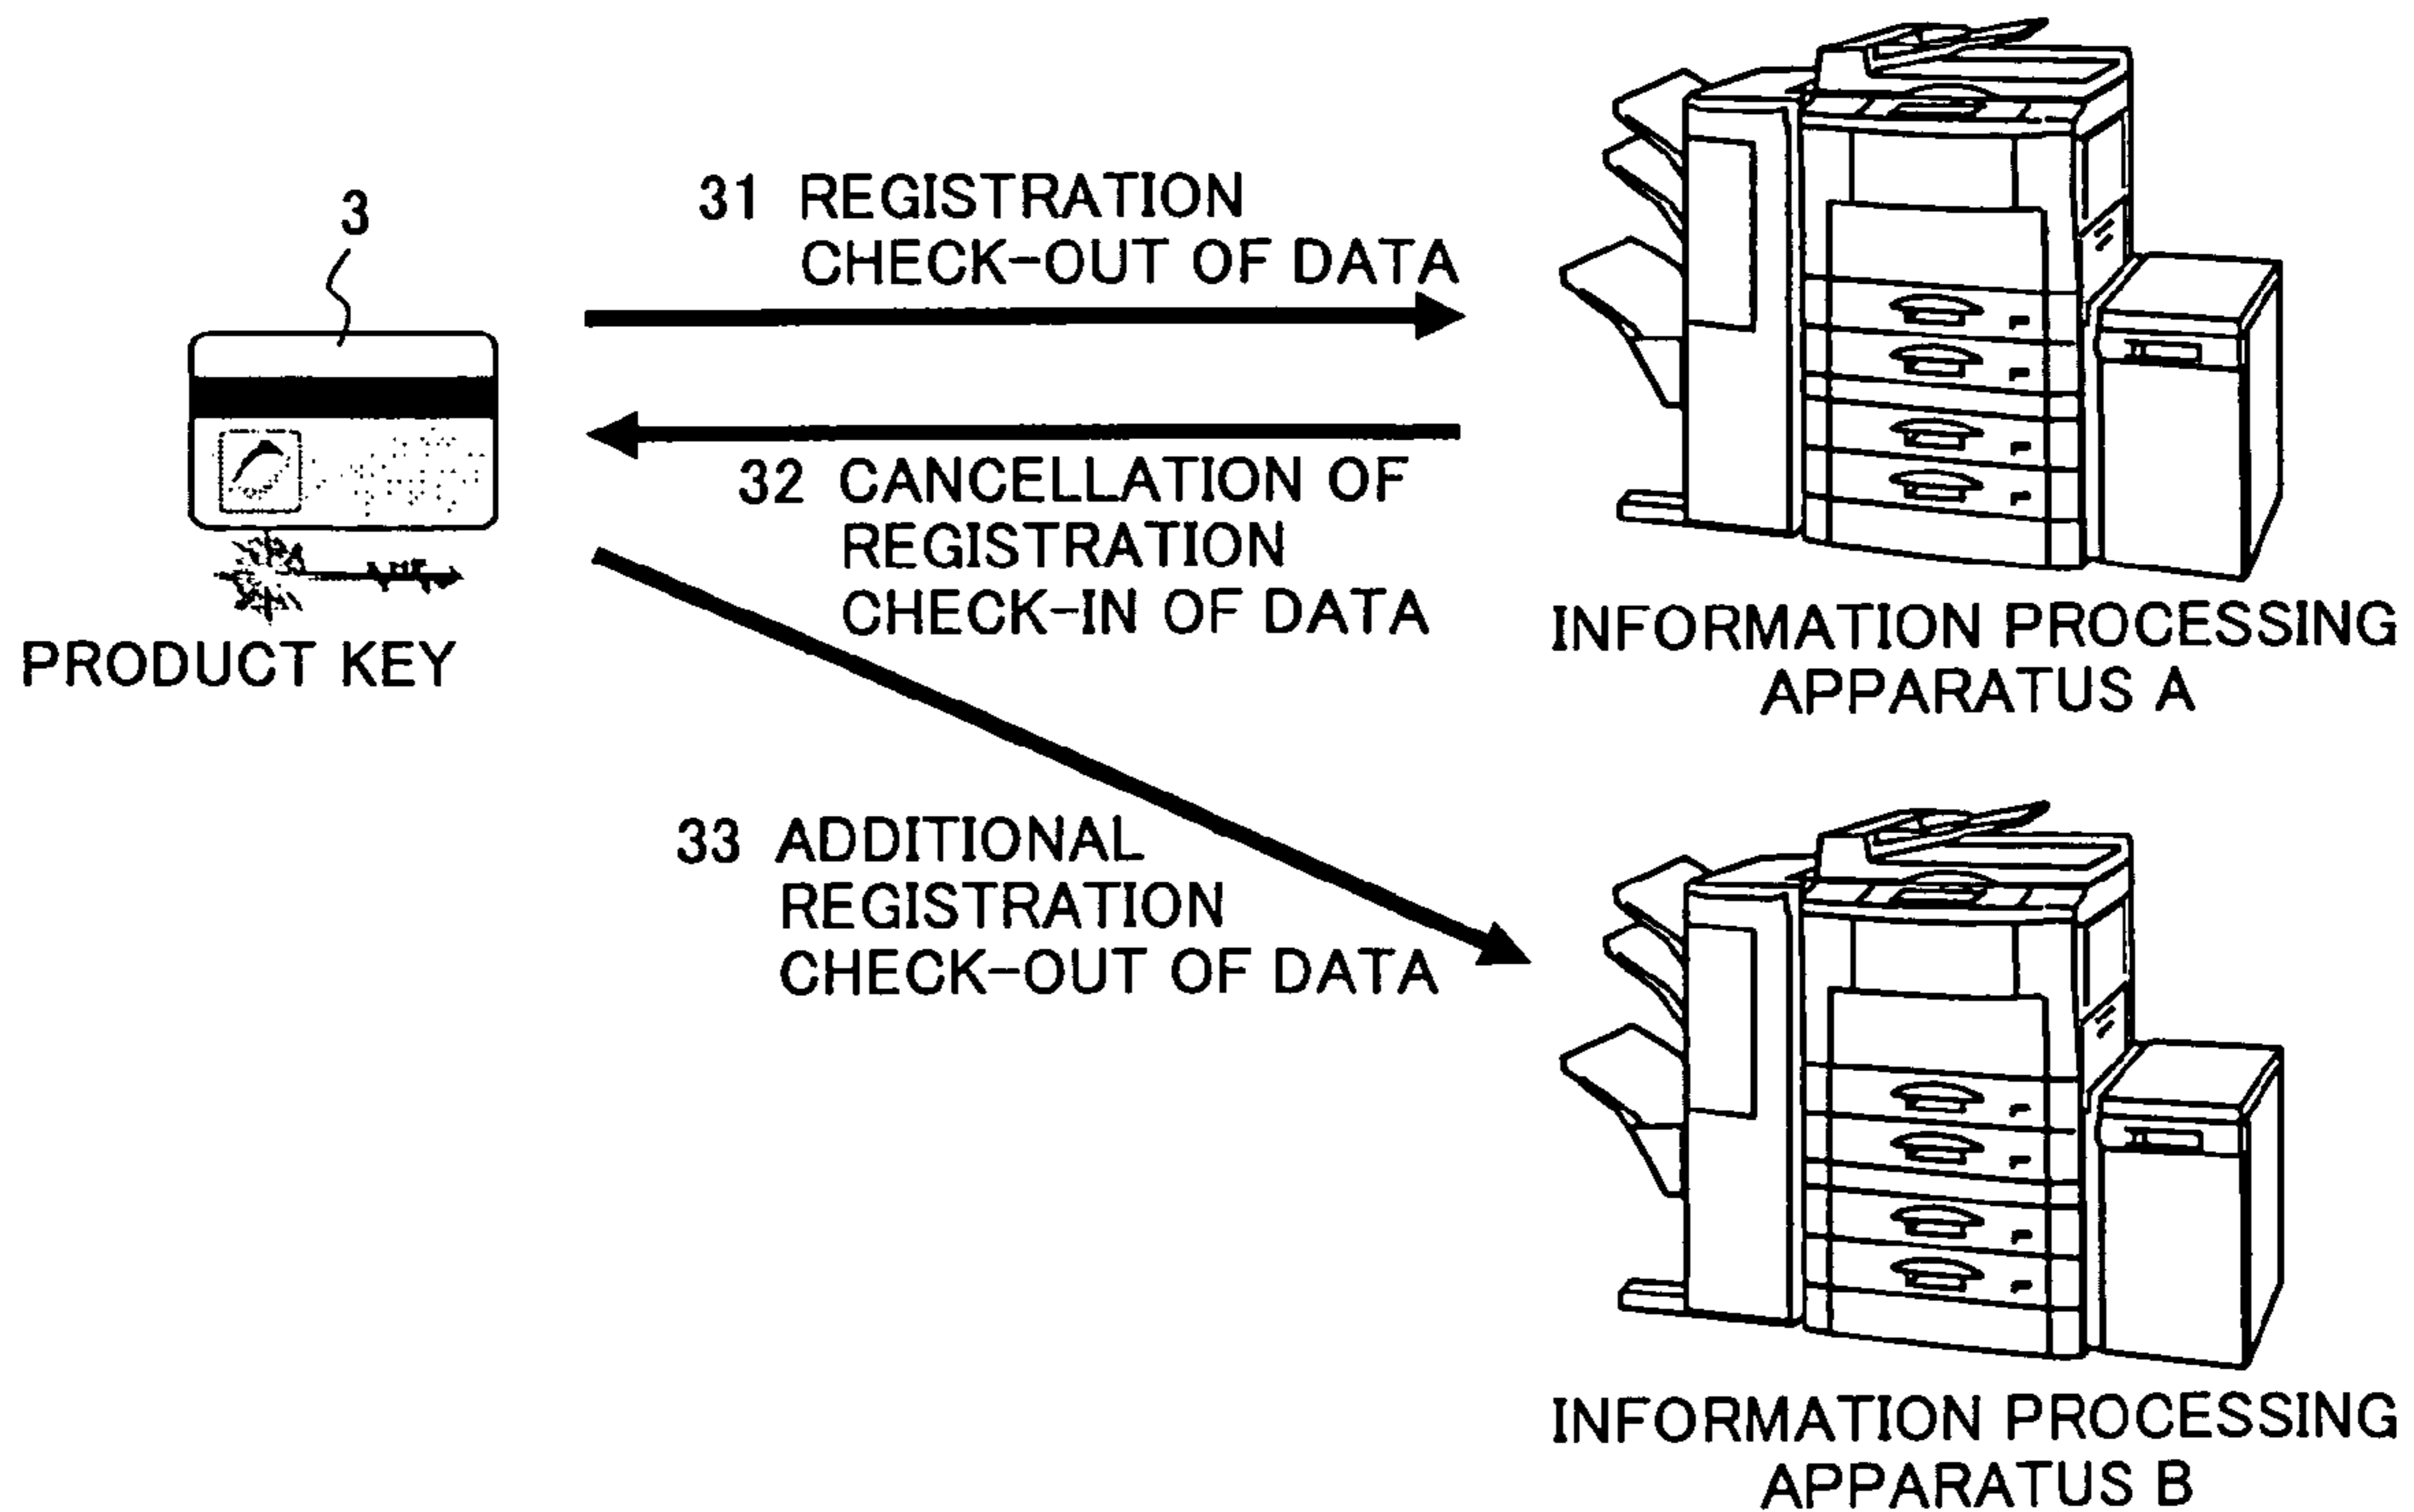 3
31 REGISTRATION
CHECK-OUT OF DATA
32 CANCELLATION OF
REGISTRATION
CHECK-IN OF DATA
PRODUCT KEY
INFORMATION PROCESSING
APPARATUS A
33 ADDITIONAL
REGISTRATION
CHECK-OUT OF DATA
INFORMATION PROCESSING
APPARATUS B